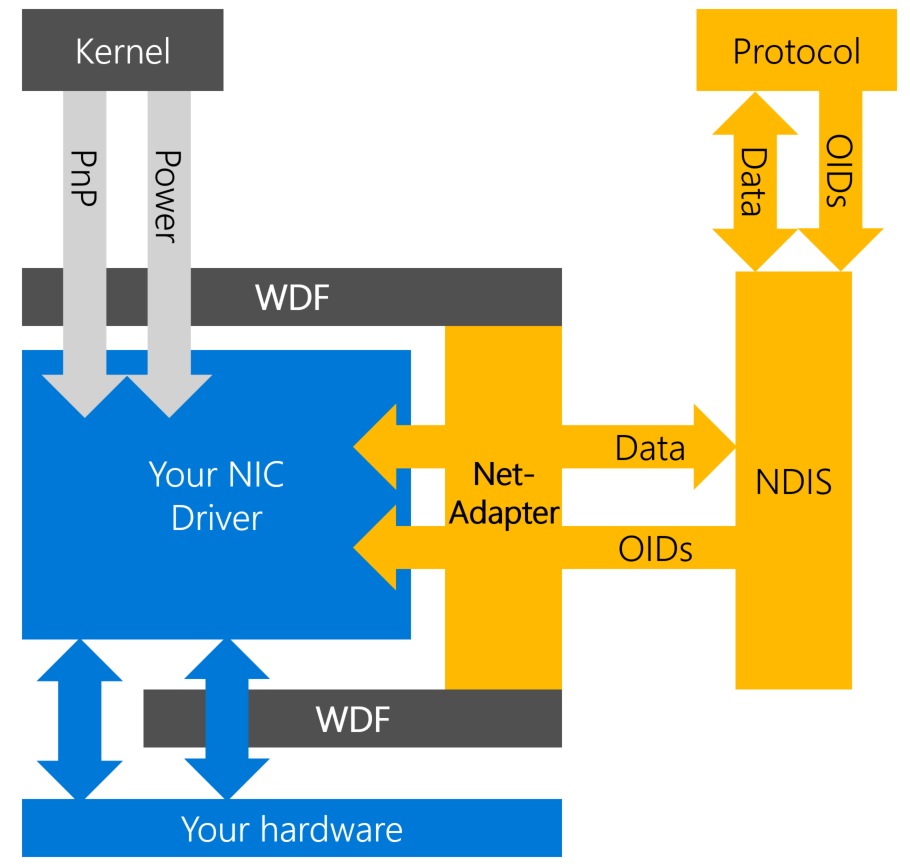 Kernel
Protocol
PnP
Power
Data
OIDs
WDF
Your NIC
Driver
Net-
Adapter
Data
NDIS
OIDs
WDF
Your hardware